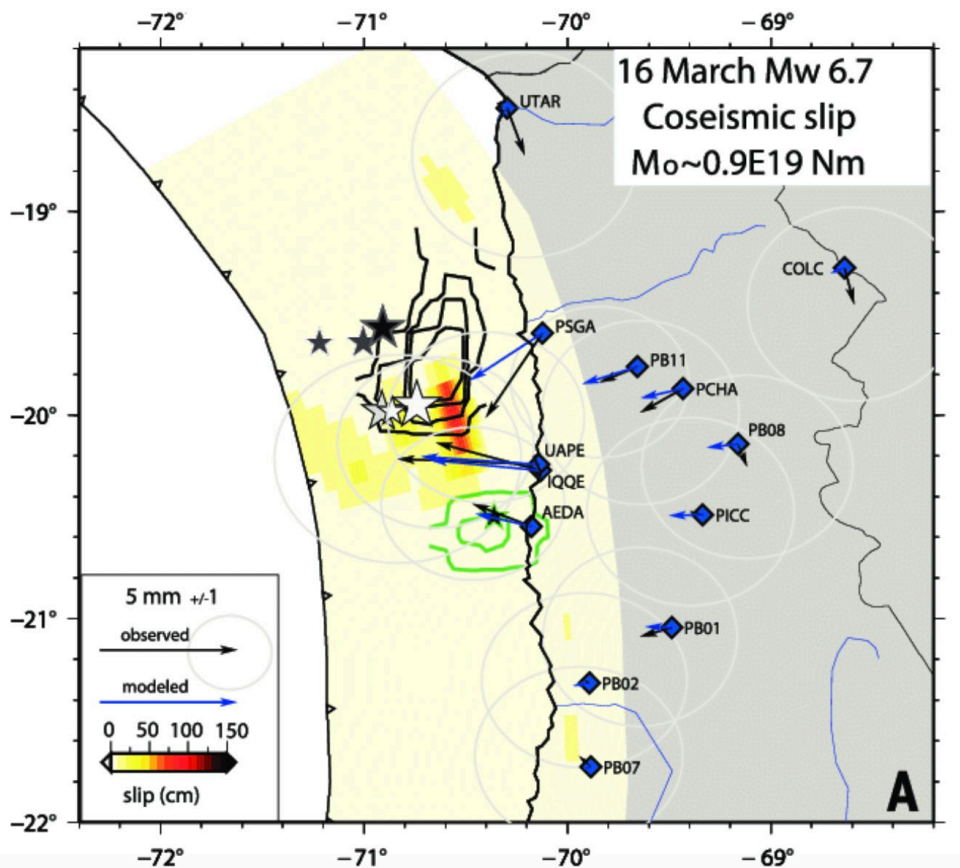 −72° −71° −70° −69°
16 March Mw 6.7
Coseismic slip
Mo~0.9E19 Nm
UTAR
−19°
COLC
PSGA
PB11
PCHA
−20°
PB08
UAPE
IQQE
AEDA
PICC
5 mm +/-1
observed
−21°
PB01
modeled
PB02
0 50 100 150
slip (cm)
PB07
A
−22°
−72° −71° −70° −69°